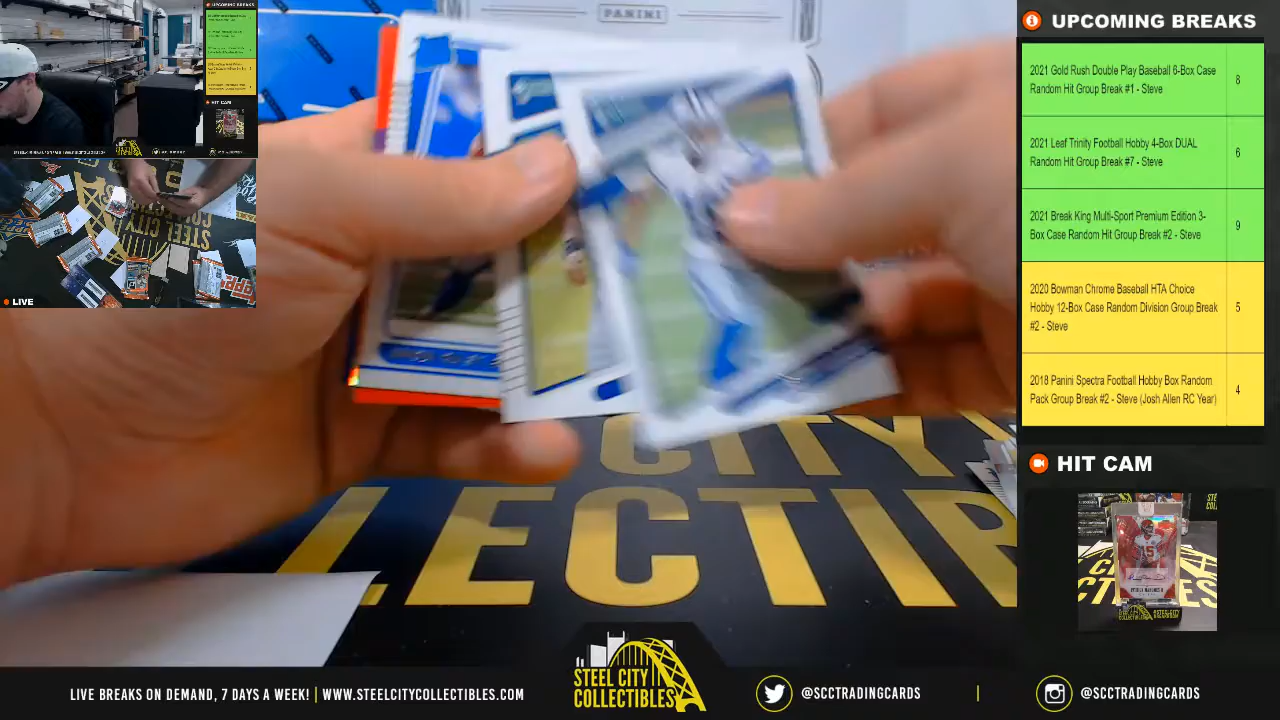 UPCOMING BREAKS
2021 Gold Rush Double Play Baseball 6-Box Case
Random Hit Group Break #1 - Steve
8
2021 Leaf Trinity Football Hobby 4-Box DUAL
Random Hit Group Break #7 - Steve
6
2021 Break King Multi-Sport Premium Edition 3-
Box Case Random Hit Group Break #2 - Steve
9
2020 Bowman Chrome Baseball HTA Choice
Hobby 12-Box Case Random Division Group Break
#2 - Steve
5
2018 Panini Spectra Football Hobby Box Random
Pack Group Break #2 - Steve (Josh Allen RC Year)
4
HIT CAM
PANINI
LIVE
CITY
LECTIB
STEEL CITY
COLLECTIBLES
LIVE BREAKS ON DEMAND, 7 DAYS A WEEK! | WWW.STEELCITYCOLLECTIBLES.COM
@SCCTRADINGCARDS | @SCCTRADINGCARDS